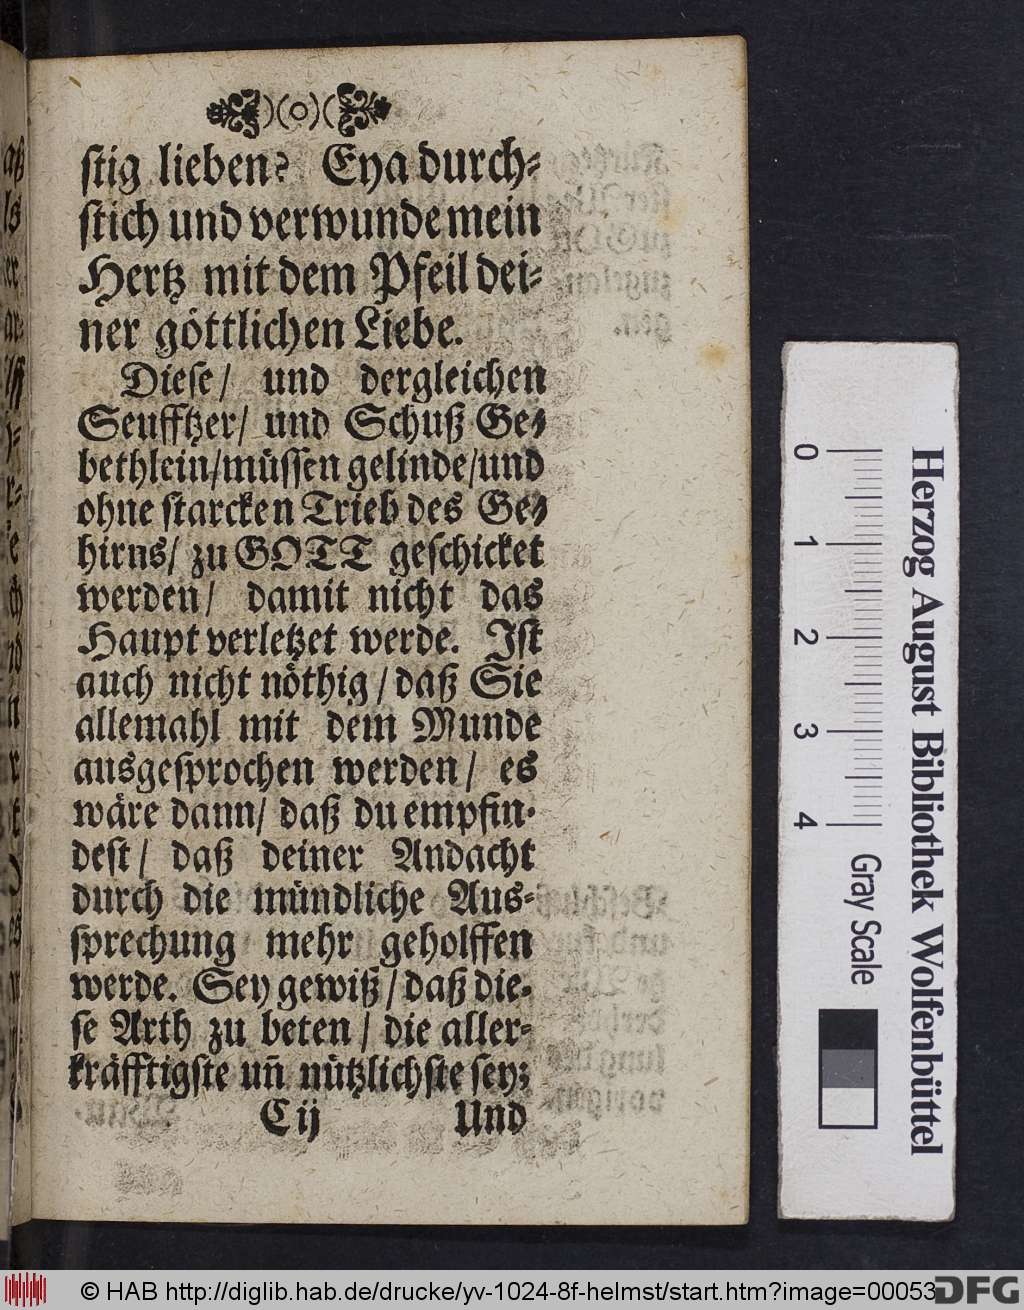 )(o)(
ſtig lieben? Eya durch⸗
ſtich und verwunde mein
Hertz mit dem Pfeil dei⸗
ner göttlichen Liebe.
Dieſe/ und dergleichen
Seufftzer/ und Schuß Ge⸗
bethlein/müſſen gelinde/und
ohne ſtarcken Trieb des Ge⸗
hirns/ zu GOTT geſchicket
werden/ damit nicht das
Haupt verletzet werde. Iſt
auch nicht nöthig/ daß Sie
allemahl mit dem Munde
ausgeſprochen werden/ es
wäre dann/ daß du empfin⸗
deſt/ daß deiner Andacht
durch die mündliche Aus⸗
ſprechung mehr geholffen
werde. Sey gewiß/ daß die⸗
ſe Arth zu beten/ die aller⸗
kräfftigſte uñ nützlichſte ſey;
C ij Und
0 1 2 3 4 Gray Scale
Herzog August Bibliothek Wolfenbüttel
© HAB http://diglib.hab.de/drucke/yv-1024-8f-helmst/start.htm?image=00053
DFG